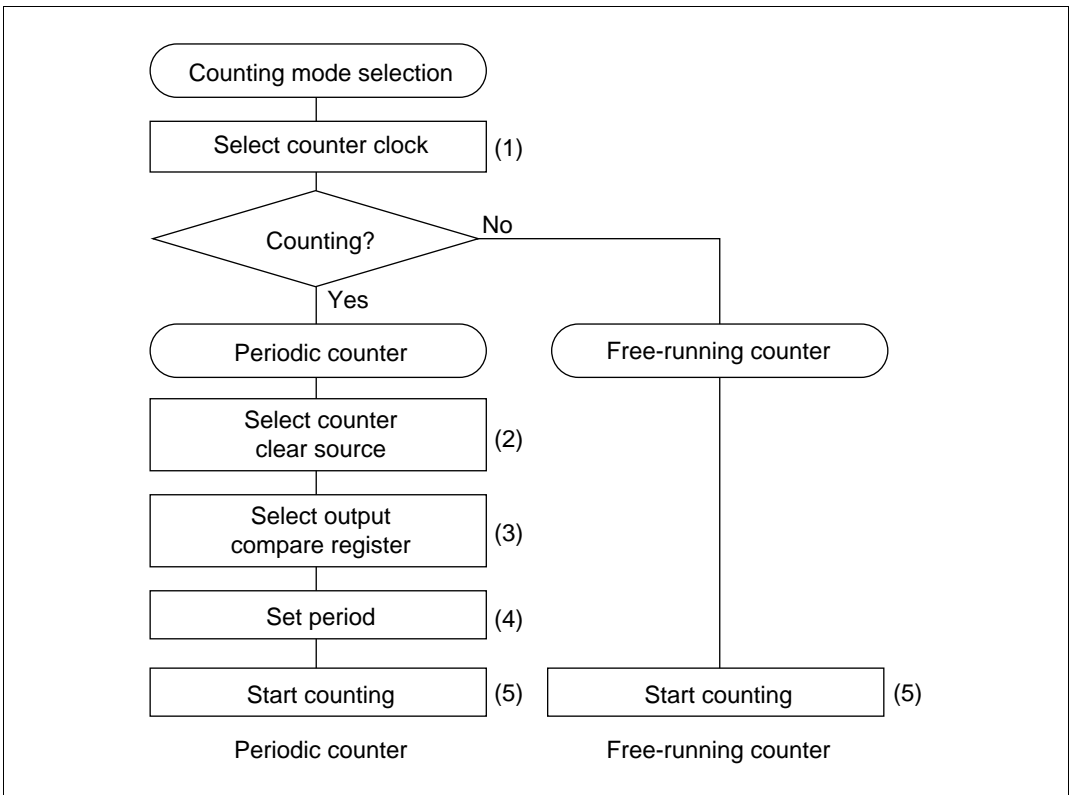 Counting mode selection
Select counter clock
(1)
Counting?
No
Yes
Periodic counter
Free-running counter
Select counter
clear source
(2)
Select output
compare register
(3)
Set period
(4)
Start counting
(5)
Start counting
(5)
Periodic counter
Free-running counter